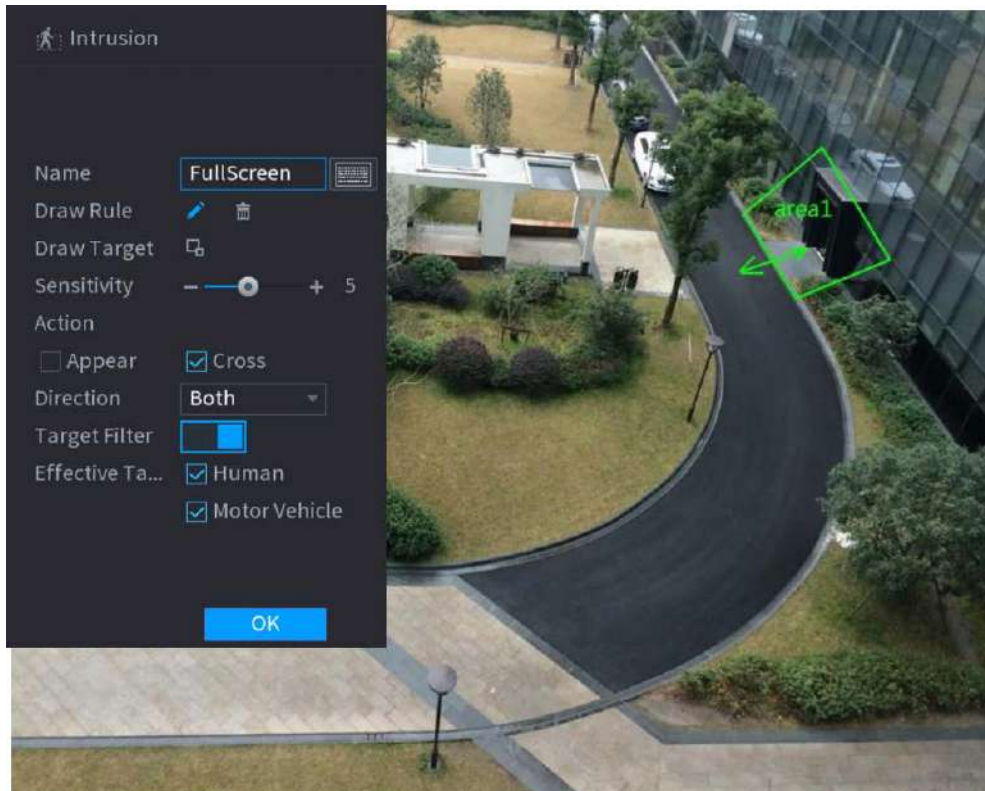 Intrusion
Name FullScreen
Draw Rule
Draw Target
Sensitivity - + 5
Action
Appear Cross
Direction Both
Target Filter
Effective Ta... Human
Motor Vehicle
OK
area1